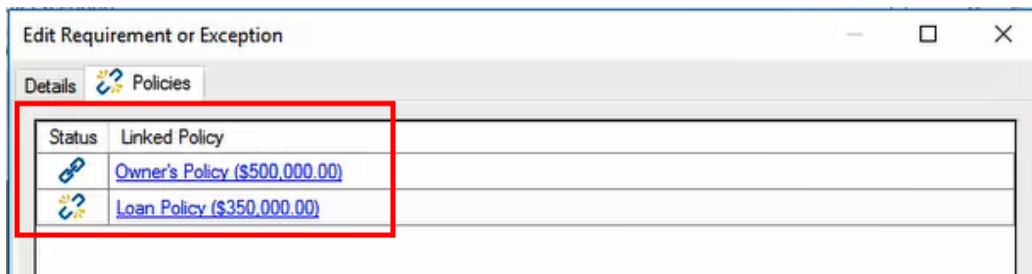 Edit Requirement or Exception
Details Policies
Status Linked Policy
Owner's Policy ($500,000.00)
Loan Policy ($350,000.00)